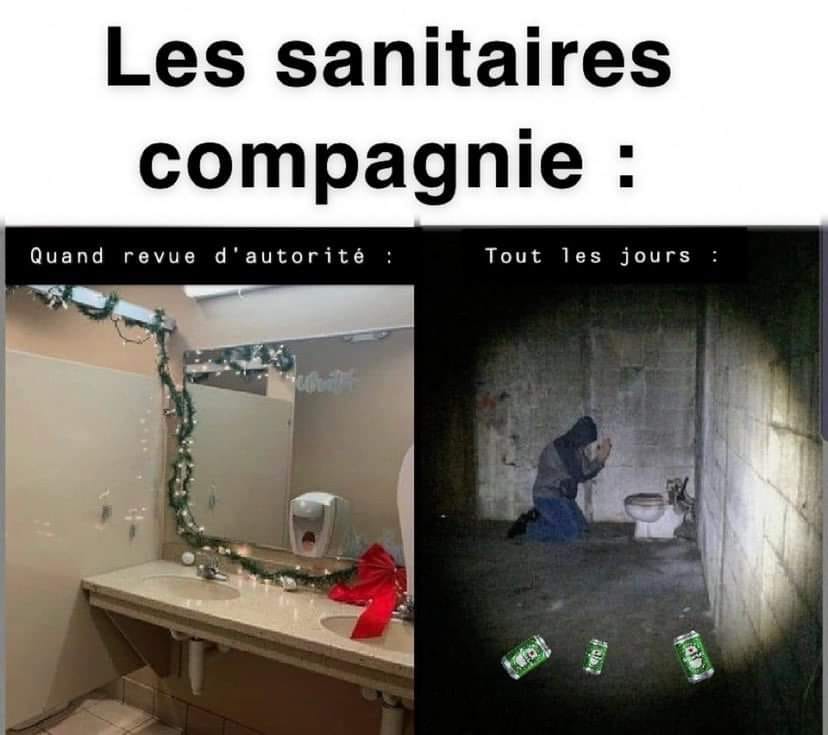 Les sanitaires
compagnie :
Quand revue d'autorité :
Tout les jours :